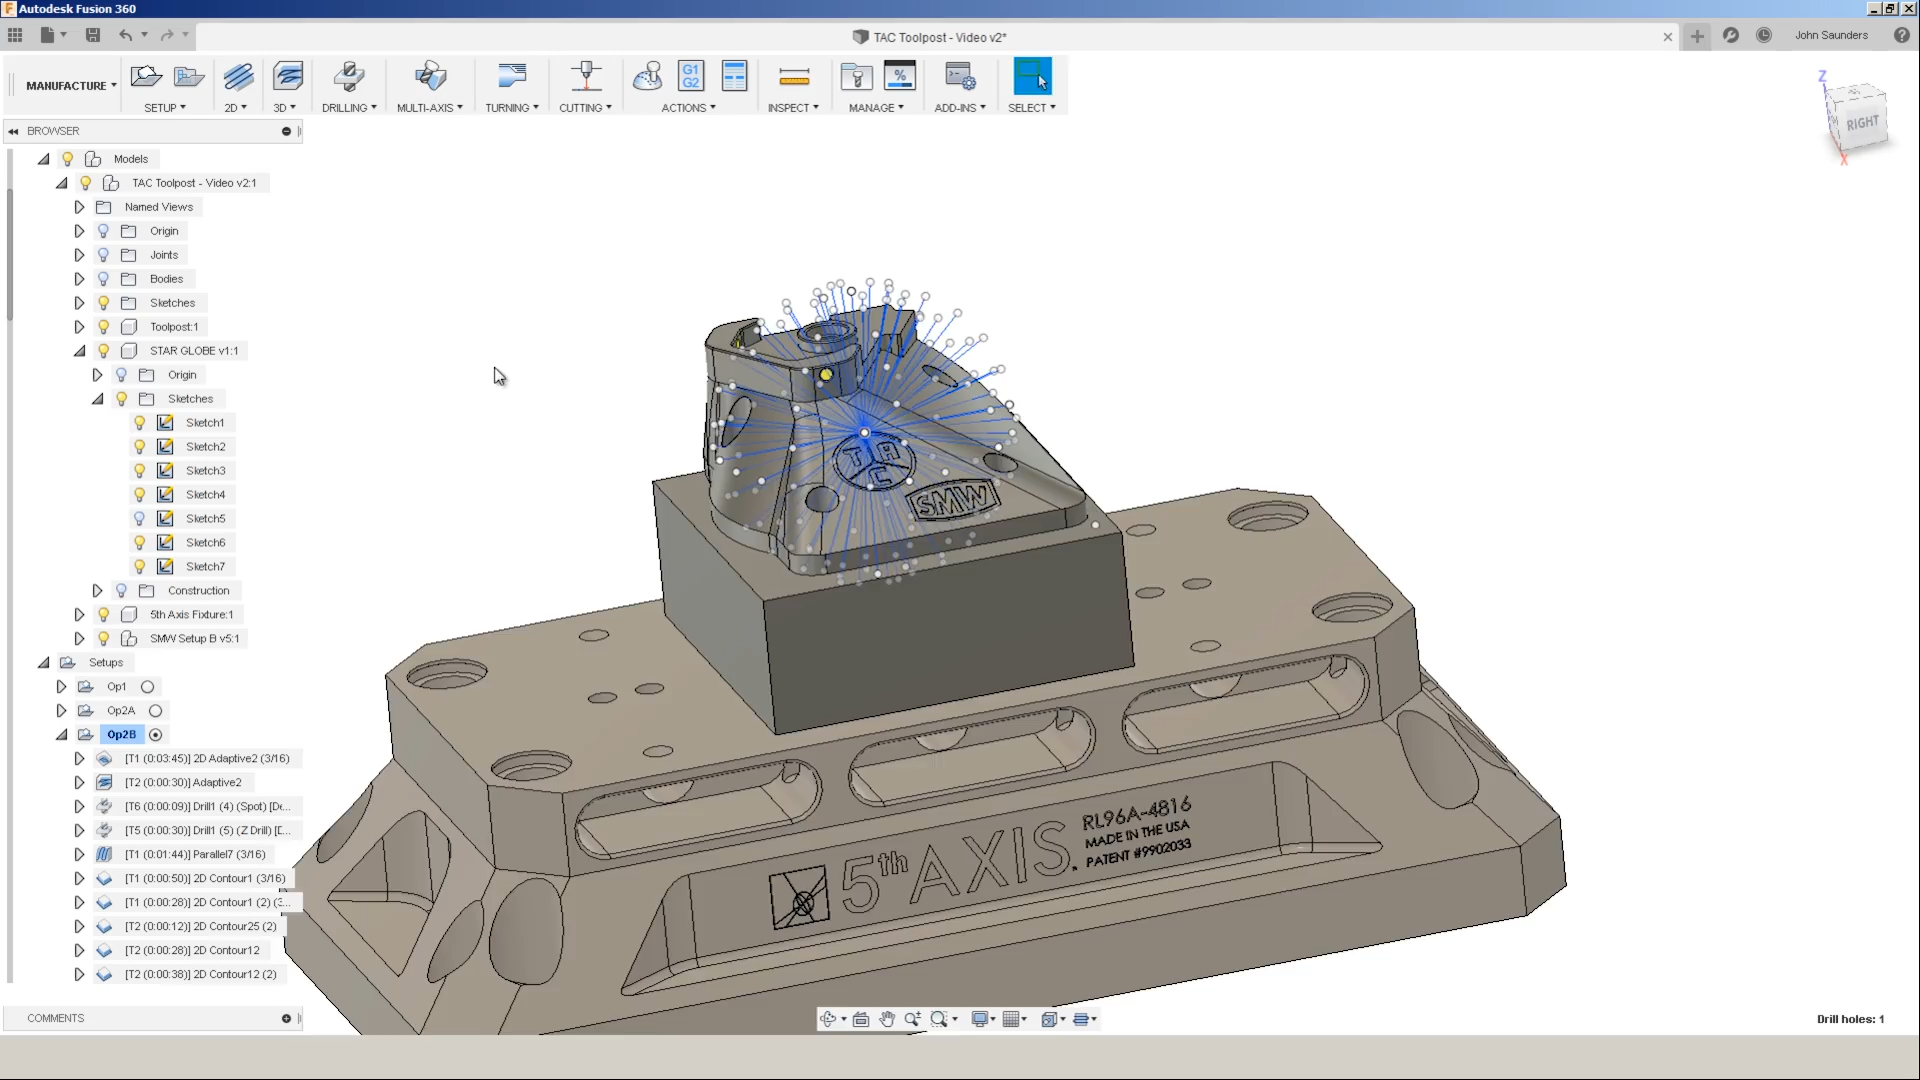 Autodesk Fusion 360
TAC Toolpost - Video v2*
John Saunders
MANUFACTURE
G1
G2
%
SETUP
2D
3D
DRILLING
MULTI-AXIS
TURNING
CUTTING
ACTIONS
INSPECT
MANAGE
ADD-INS
SELECT
Z
RIGHT
X
BROWSER
Models
TAC Toolpost - Video v2:1
Named Views
Origin
Joints
Bodies
Sketches
Toolpost:1
STAR GLOBE v1:1
Origin
Sketches
Sketch1
Sketch2
Sketch3
Sketch4
Sketch5
Sketch6
Sketch7
Construction
5th Axis Fixture:1
SMW Setup B v5:1
Setups
Op1
Op2A
Op2B
[T1 (0:03:45)] 2D Adaptive2 (3/16)
[T2 (0:00:30)] Adaptive2
[T6 (0:00:09)] Drill1 (4) (Spot) [De...
[T5 (0:00:30)] Drill1 (5) (Z Drill) [D...
[T1 (0:01:44)] Parallel7 (3/16)
[T1 (0:00:50)] 2D Contour1 (3/16)
[T1 (0:00:28)] 2D Contour1 (2) (3...
[T2 (0:00:12)] 2D Contour25 (2)
[T2 (0:00:28)] 2D Contour12
[T2 (0:00:38)] 2D Contour12 (2)
T A
C
SMW
5th AXIS.
RL96A-4816
MADE IN THE USA
PATENT #9902033
COMMENTS
Drill holes: 1